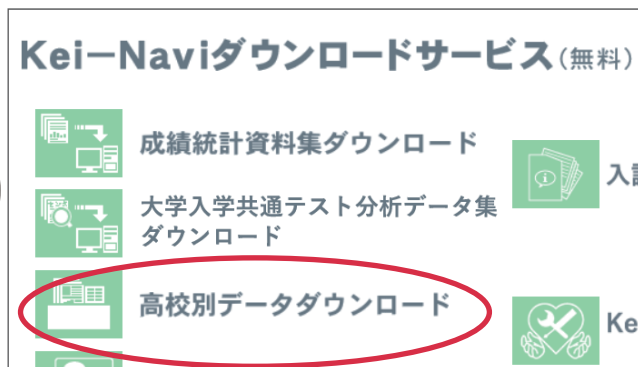 Kei−Naviダウンロードサービス(無料)
成績統計資料集ダウンロード
大学入学共通テスト分析データ集
ダウンロード
高校別データダウンロード
Ke